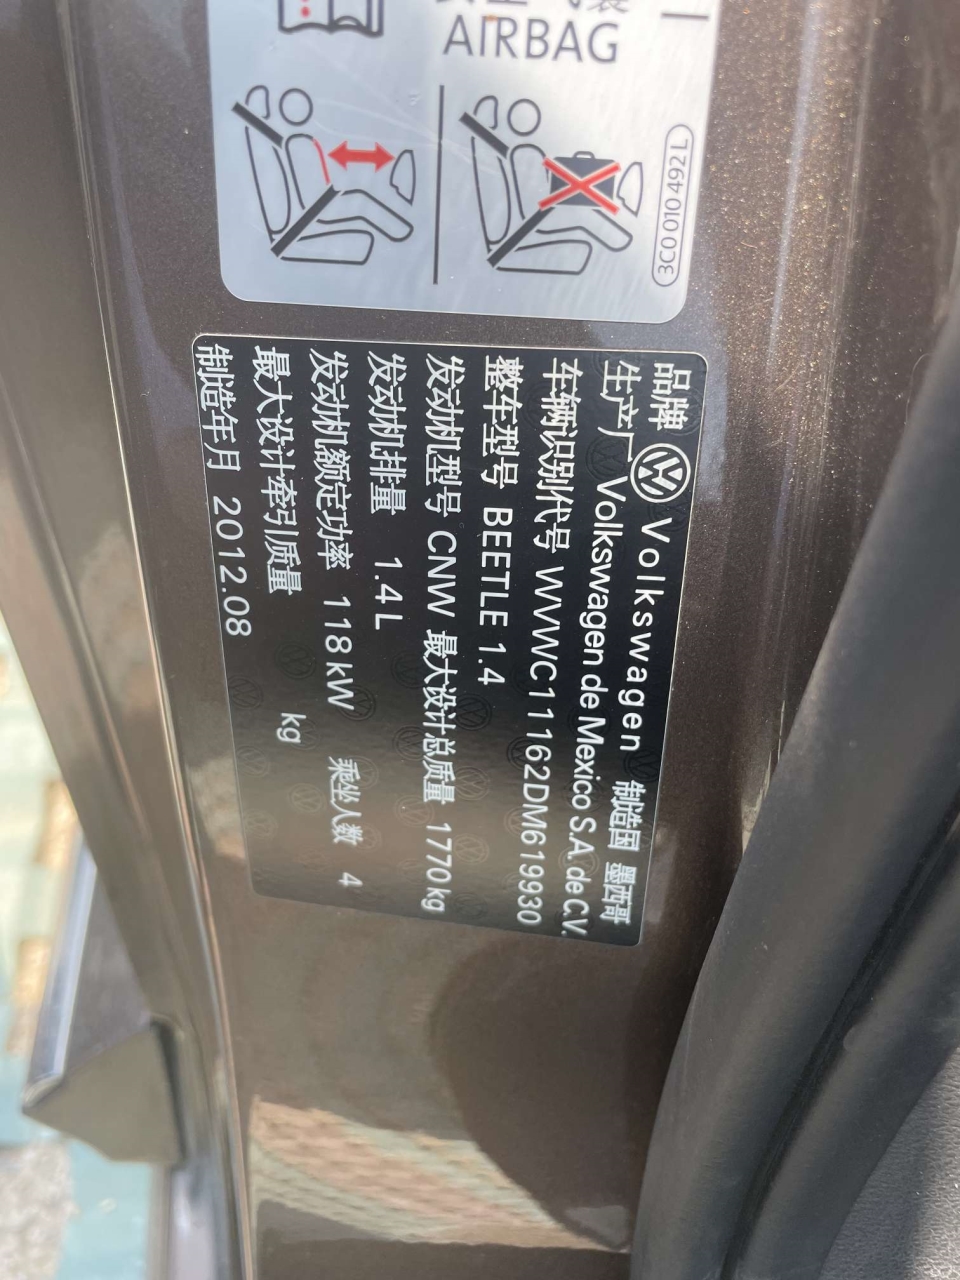 AIRBAG
3C0 010 492 L
品牌 Volkswagen 制造国 墨西哥
生产厂 Volkswagen de Mexico S.A. de C.V.
车辆识别代号 WVWC11162DM619930
整车型号 BEETLE 1.4
发动机型号 CNW 最大设计总质量 1770kg
发动机排量 1.4L
发动机额定功率 118kW 乘坐人数 4
最大设计牵引质量 kg
制造年月 2012.08